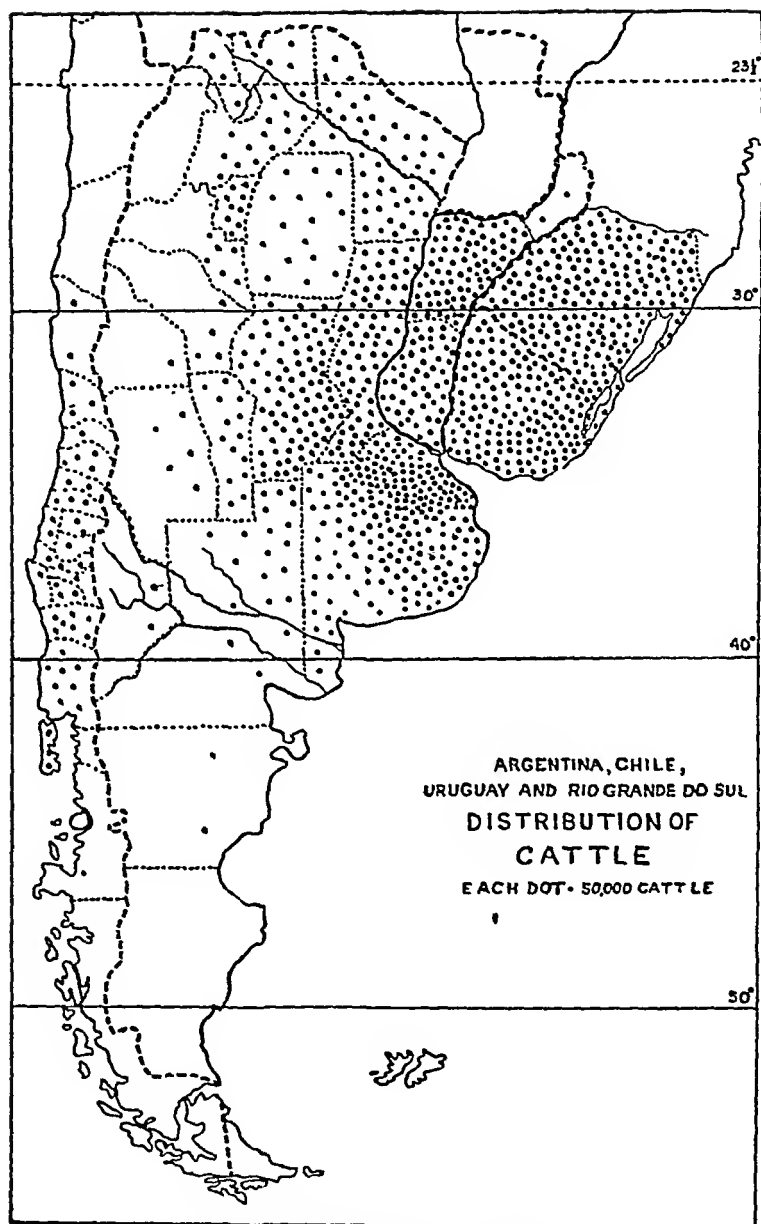 23½°
30°
40°
ARGENTINA, CHILE,
URUGUAY AND RIO GRANDE DO SUL
DISTRIBUTION OF
CATTLE
EACH DOT • 50,000 CATTLE
50°